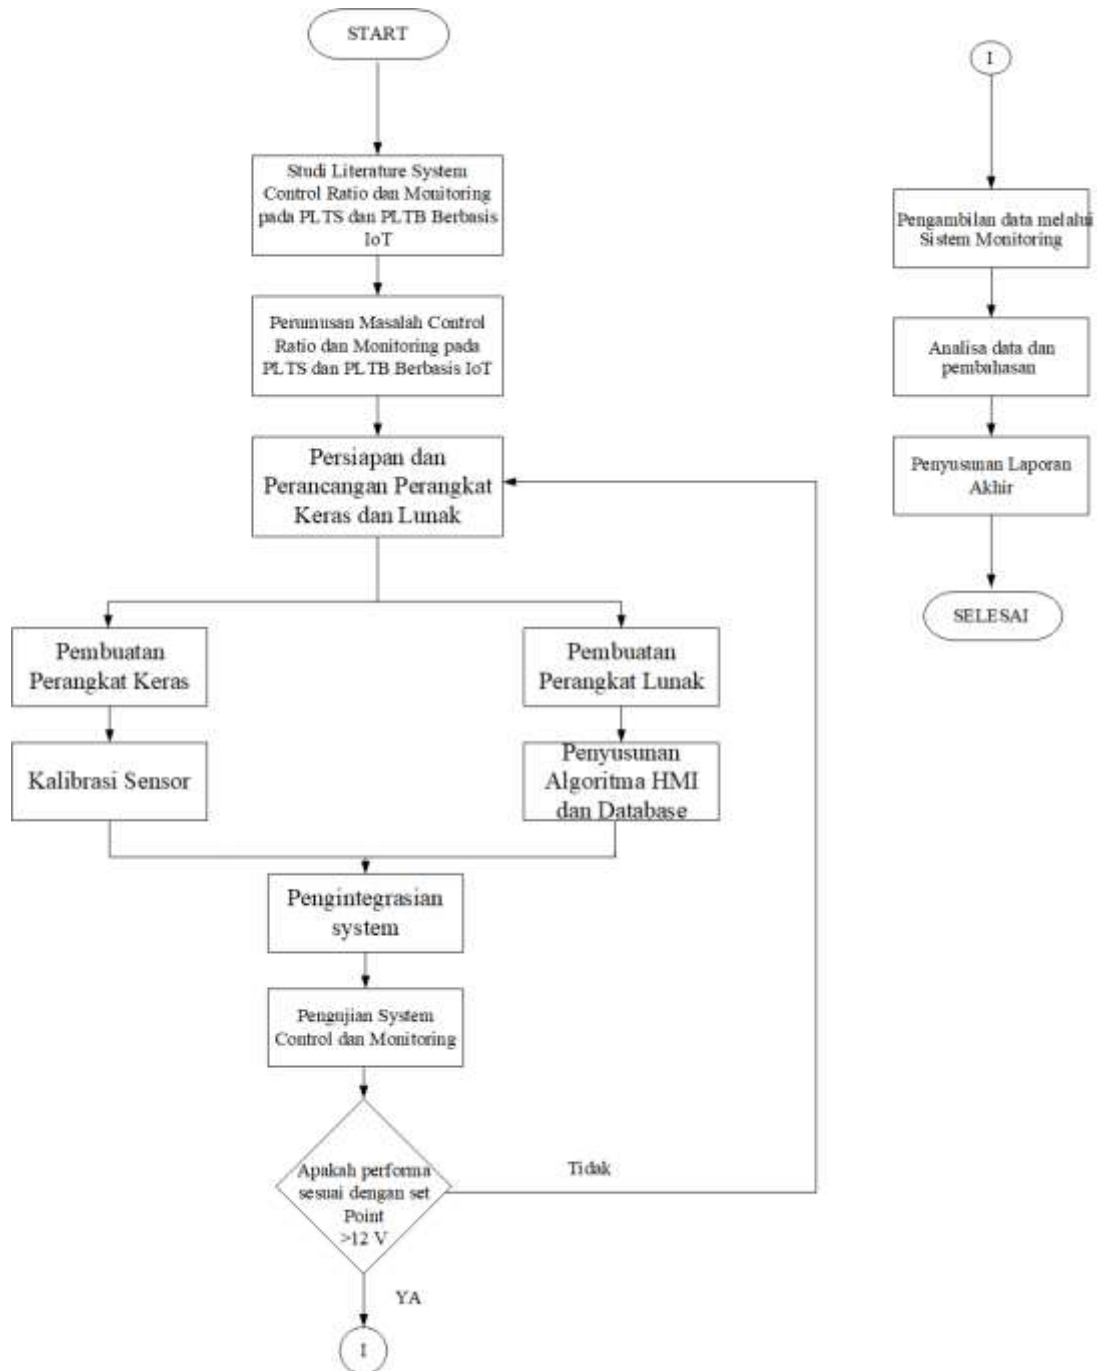 START
Studi Literature System
Control Ratio dan Monitoring
pada PLTS dan PLTB Berbasis
IoT
Perumusan Masalah Control
Ratio dan Monitoring pada
PLTS dan PLTB Berbasis IoT
Persiapan dan
Perancangan Perangkat
Keras dan Lunak
Pembuatan
Perangkat Keras
Pembuatan
Perangkat Lunak
Kalibrasi Sensor
Penyusunan
Algoritma HMI
dan Database
Pengintegrasian
system
Pengujian System
Control dan Monitoring
Apakah performa
sesuai dengan set
Point
>12 V
Tidak
YA
1
1
Pengambilan data melalui
Sistem Monitoring
Analisa data dan
pembahasan
Penyusunan Laporan
Akhir
SELESAI